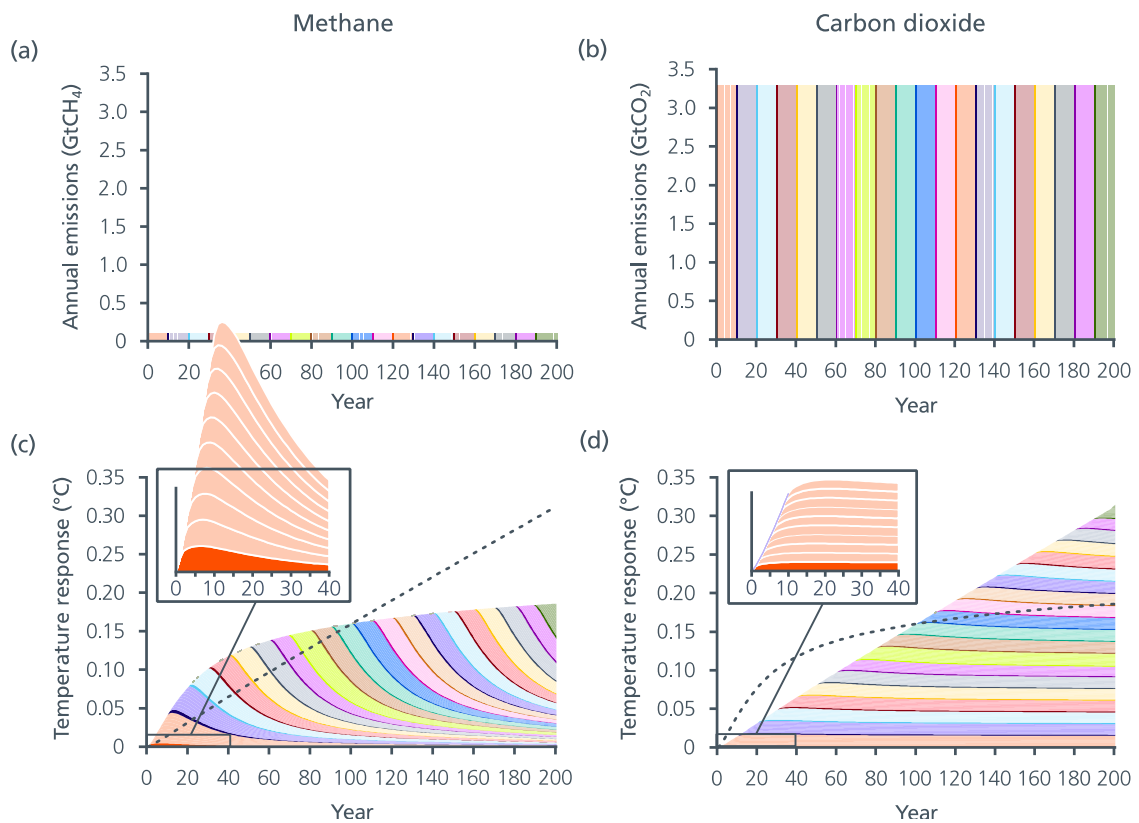 Methane
Carbon dioxide
(a)
(b)
Annual emissions (GtCH₄)
3.5
3.0
2.5
2.0
1.5
1.0
0.5
0
0 20 40 60 80 100 120 140 160 180 200
Year
Annual emissions (GtCO₂)
3.5
3.0
2.5
2.0
1.5
1.0
0.5
0
0 20 40 60 80 100 120 140 160 180 200
Year
(c)
(d)
Temperature response (°C)
0.35
0.30
0.25
0.20
0.15
0.10
0.05
0
0 10 20 30 40
0 20 40 60 80 100 120 140 160 180 200
Year
Temperature response (°C)
0.35
0.30
0.25
0.20
0.15
0.10
0.05
0
0 10 20 30 40
0 20 40 60 80 100 120 140 160 180 200
Year